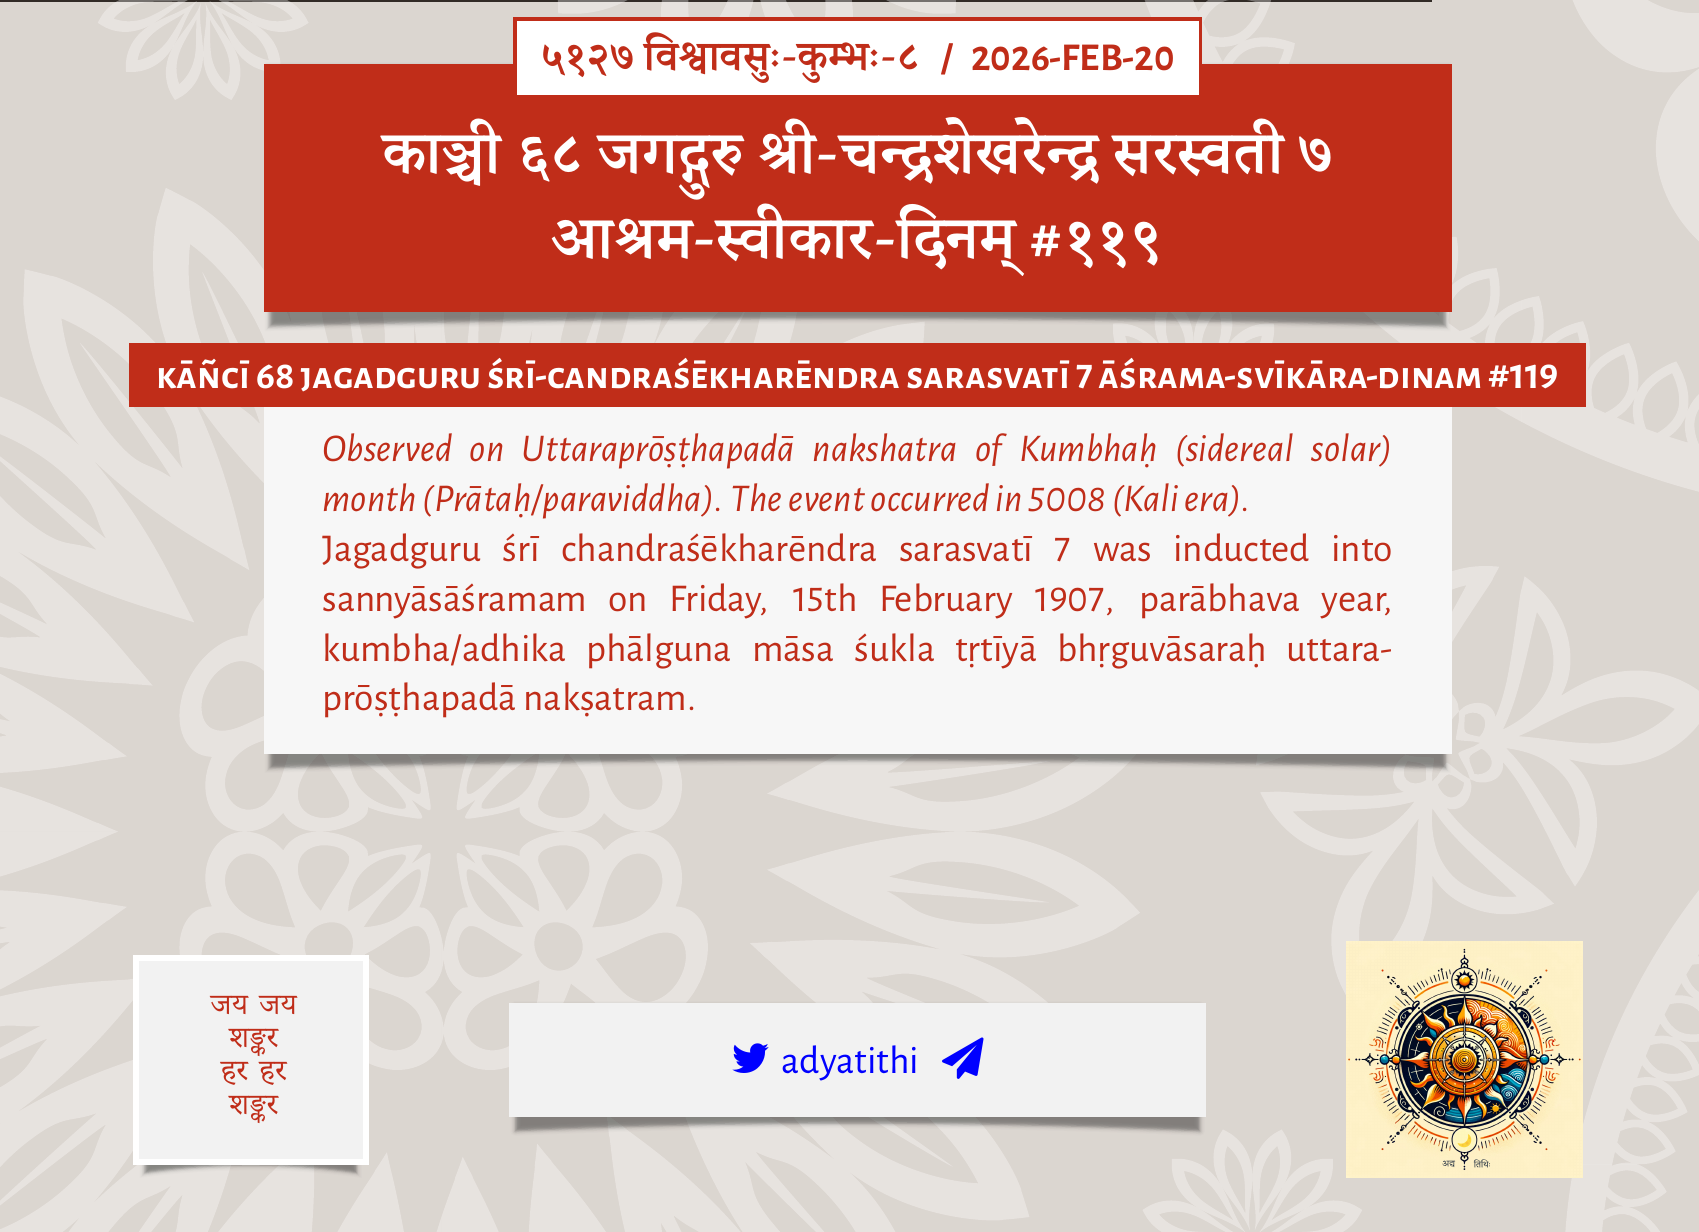 ५१२७ विश्वावसुः-कुम्भः-८ / 2026-FEB-20
काञ्ची ६८ जगद्गुरु श्री-चन्द्रशेखरेन्द्र सरस्वती ७
आश्रम-स्वीकार-दिनम् #११९
KĀÑCĪ 68 JAGADGURU ŚRĪ-CANDRAŚĒKHARĒNDRA SARASVATĪ 7 ĀŚRAMA-SVĪKĀRA-DINAM #119
Observed on Uttaraprōṣṭhapadā nakshatra of Kumbhaḥ (sidereal solar)
month (Prātaḥ/paraviddha). The event occurred in 5008 (Kali era).
Jagadguru śrī chandraśēkharēndra sarasvatī 7 was inducted into
sannyāsāśramam on Friday, 15th February 1907, parābhava year,
kumbha/adhika phālguna māsa śukla tṛtīyā bhṛguvāsaraḥ uttara-
prōṣṭhapadā nakṣatram.
जय जय
शङ्कर
हर हर
शङ्कर
adyatithi
अद्य तिथिः